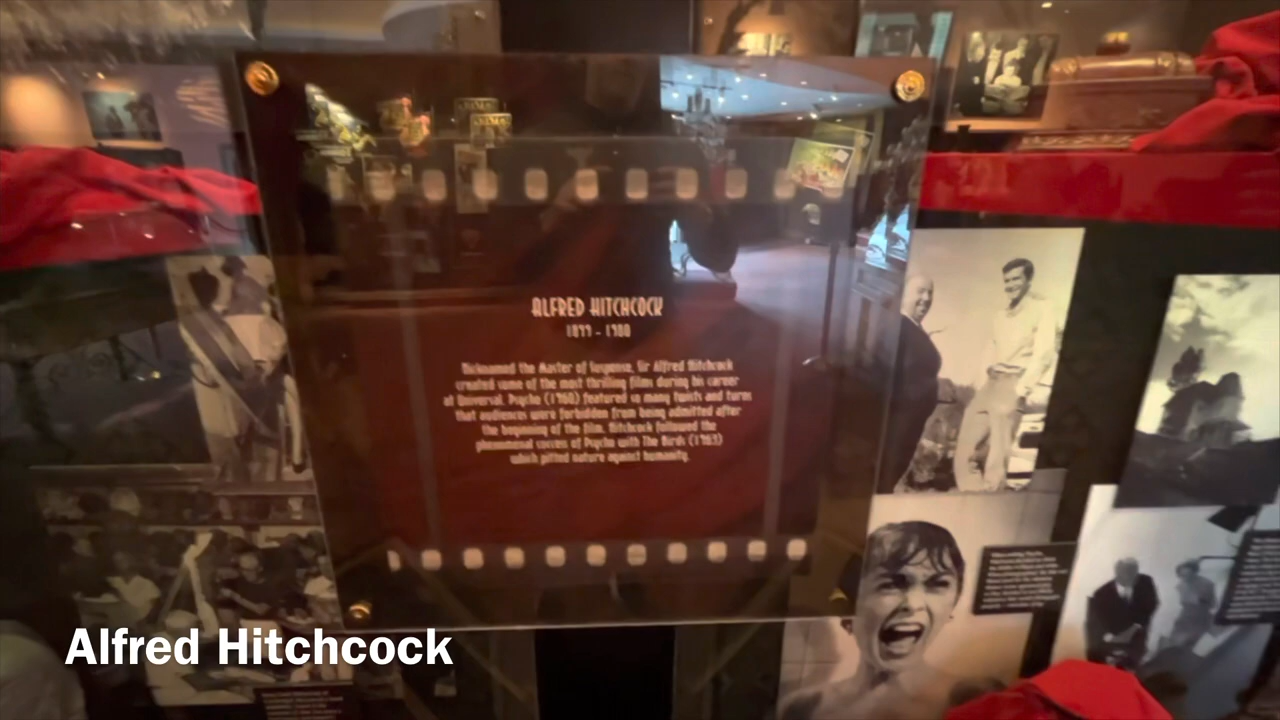 ALFRED HITCHCOCK
1899 - 1980
Nicknamed the Master of Suspense, Sir Alfred Hitchcock
created some of the most thrilling films during his career
at Universal. Psycho (1960) featured so many twists and turns
that audiences were forbidden from being admitted after
the beginning of the film. Hitchcock followed the
phenomenal success of Psycho with The Birds (1963)
which pitted nature against humanity.
Alfred Hitchcock